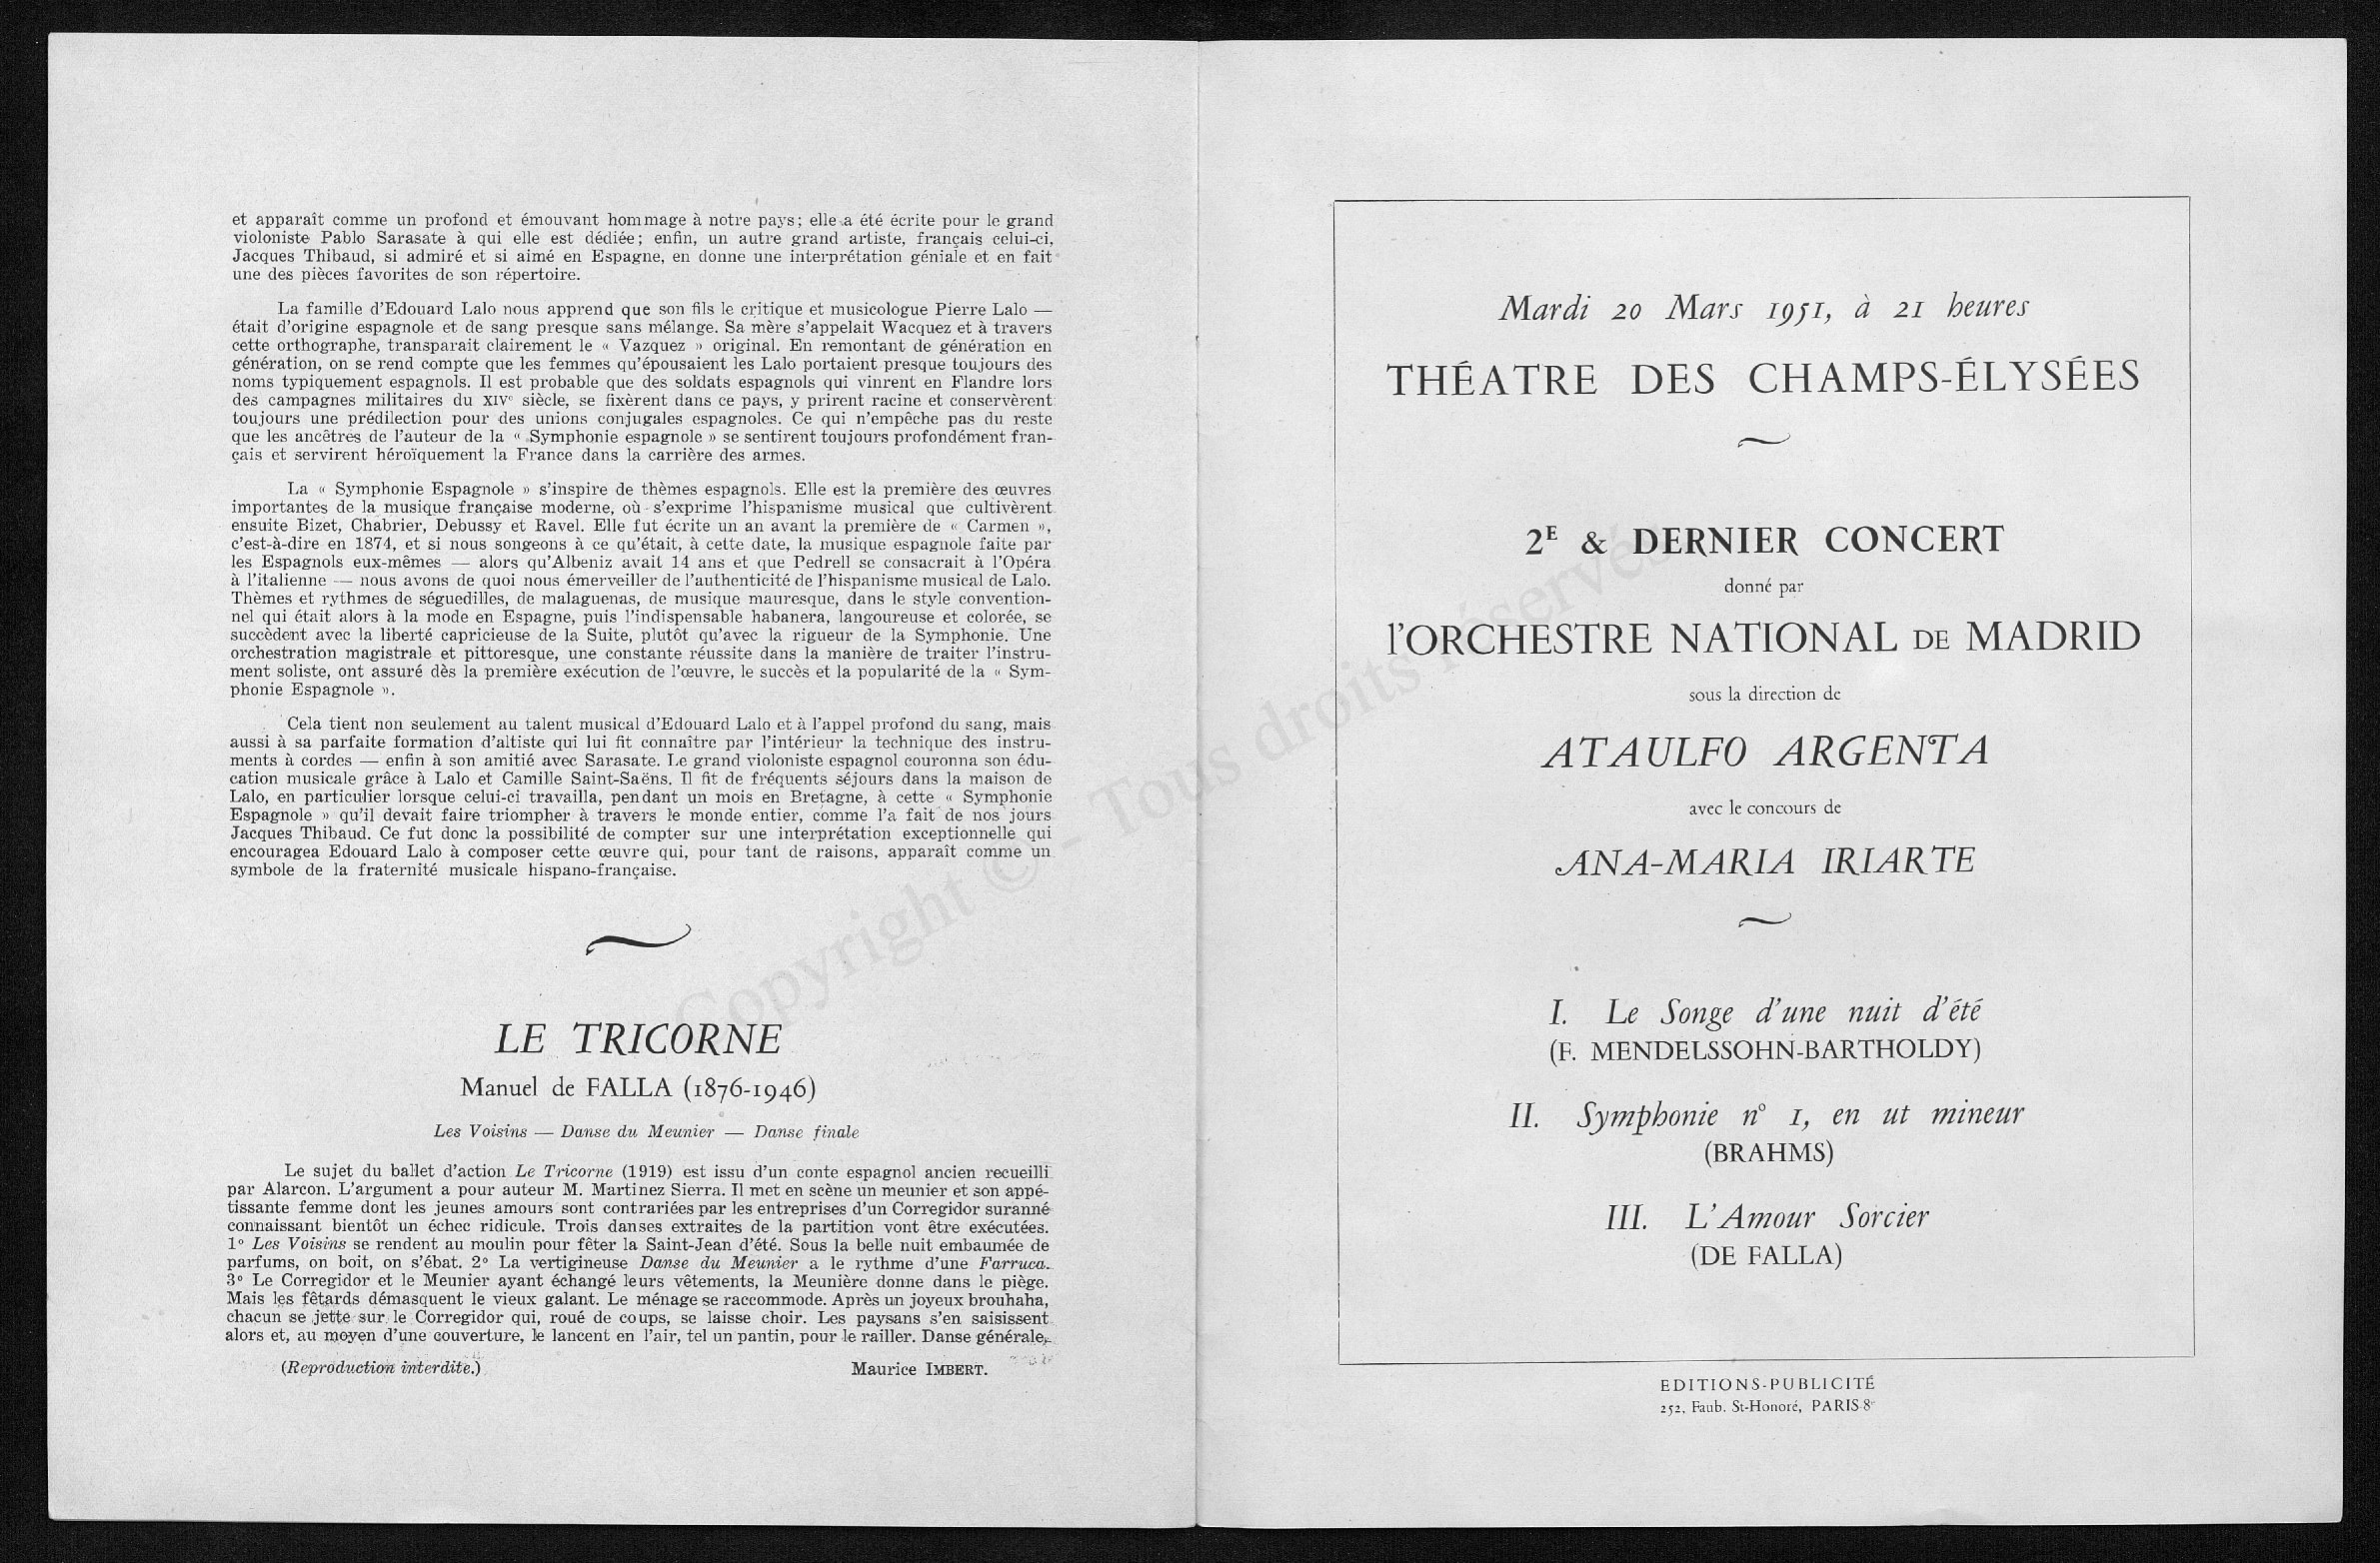 et apparaît comme un profond et émouvant hommage à notre pays; elle a été écrite pour le grand
violoniste Pablo Sarasate à qui elle est dédiée; enfin, un autre grand artiste, français celui-ci,
Jacques Thibaud, si admiré et si aimé en Espagne, en donne une interprétation géniale et en fait
une des pièces favorites de son répertoire.
La famille d'Edouard Lalo nous apprend que son fils le critique et musicologue Pierre Lalo —
était d'origine espagnole et de sang presque sans mélange. Sa mère s'appelait Wacquez et à travers
cette orthographe, transparait clairement le « Vazquez » original. En remontant de génération en
génération, on se rend compte que les femmes qu'épousaient les Lalo portaient presque toujours des
noms typiquement espagnols. Il est probable que des soldats espagnols qui vinrent en Flandre lors
des campagnes militaires du XIVe siècle, se fixèrent dans ce pays, y prirent racine et conservèrent
toujours une prédilection pour des unions conjugales espagnoles. Ce qui n'empêche pas du reste
que les ancêtres de l'auteur de la « Symphonie espagnole » se sentirent toujours profondément fran-
çais et servirent héroïquement la France dans la carrière des armes.
La « Symphonie Espagnole » s'inspire de thèmes espagnols. Elle est la première des œuvres
importantes de la musique française moderne, où s'exprime l'hispanisme musical que cultivèrent
ensuite Bizet, Chabrier, Debussy et Ravel. Elle fut écrite un an avant la première de « Carmen »,
c'est-à-dire en 1874, et si nous songeons à ce qu'était, à cette date, la musique espagnole faite par
les Espagnols eux-mêmes — alors qu'Albeniz avait 14 ans et que Pedrell se consacrait à l'Opéra
à l'italienne — nous avons de quoi nous émerveiller de l'authenticité de l'hispanisme musical de Lalo.
Thèmes et rythmes de séguedilles, de malaguenas, de musique mauresque, dans le style convention-
nel qui était alors à la mode en Espagne, puis l'indispensable habanera, langoureuse et colorée, se
succèdent avec la liberté capricieuse de la Suite, plutôt qu'avec la rigueur de la Symphonie. Une
orchestration magistrale et pittoresque, une constante réussite dans la manière de traiter l'instru-
ment soliste, ont assuré dès la première exécution de l'œuvre, le succès et la popularité de la « Sym-
phonie Espagnole ».
Cela tient non seulement au talent musical d'Edouard Lalo et à l'appel profond du sang, mais
aussi à sa parfaite formation d'altiste qui lui fit connaître par l'intérieur la technique des instru-
ments à cordes — enfin à son amitié avec Sarasate. Le grand violoniste espagnol couronna son édu-
cation musicale grâce à Lalo et Camille Saint-Saëns. Il fit de fréquents séjours dans la maison de
Lalo, en particulier lorsque celui-ci travailla, pendant un mois en Bretagne, à cette « Symphonie
Espagnole » qu'il devait faire triompher à travers le monde entier, comme l'a fait de nos jours
Jacques Thibaud. Ce fut donc la possibilité de compter sur une interprétation exceptionnelle qui
encouragea Edouard Lalo à composer cette œuvre qui, pour tant de raisons, apparaît comme un
symbole de la fraternité musicale hispano-française.
LE TRICORNE
Manuel de FALLA (1876-1946)
Les Voisins — Danse du Meunier — Danse finale
Le sujet du ballet d'action Le Tricorne (1919) est issu d'un conte espagnol ancien recueilli
par Alarcon. L'argument a pour auteur M. Martinez Sierra. Il met en scène un meunier et son appé-
tissante femme dont les jeunes amours sont contrariées par les entreprises d'un Corregidor suranné
connaissant bientôt un échec ridicule. Trois danses extraites de la partition vont être exécutées.
1° Les Voisins se rendent au moulin pour fêter la Saint-Jean d'été. Sous la belle nuit embaumée de
parfums, on boit, on s'ébat. 2° La vertigineuse Danse du Meunier a le rythme d'une Farruca.
3° Le Corregidor et le Meunier ayant échangé leurs vêtements, la Meunière donne dans le piège.
Mais les fêtards démasquent le vieux galant. Le ménage se raccommode. Après un joyeux brouhaha,
chacun se jette sur le Corregidor qui, roué de coups, se laisse choir. Les paysans s'en saisissent
alors et, au moyen d'une couverture, le lancent en l'air, tel un pantin, pour le railler. Danse générale.
(Reproduction interdite.) Maurice IMBERT.
Mardi 20 Mars 1951, à 21 heures
THÉATRE DES CHAMPS-ÉLYSÉES
2E & DERNIER CONCERT
donné par
l'ORCHESTRE NATIONAL DE MADRID
sous la direction de
ATAULFO ARGENTA
avec le concours de
ANA-MARIA IRIARTE
I. Le Songe d'une nuit d'été
(F. MENDELSSOHN-BARTHOLDY)
II. Symphonie n° 1, en ut mineur
(BRAHMS)
III. L'Amour Sorcier
(DE FALLA)
EDITIONS-PUBLICITÉ
252, Faub. St-Honoré, PARIS-8e
Copyright © - Tous droits réservés